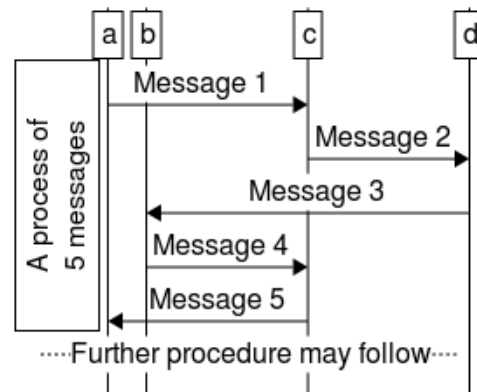 a b c d
Message 1
Message 2
Message 3
Message 4
Message 5
A process of
5 messages
Further procedure may follow